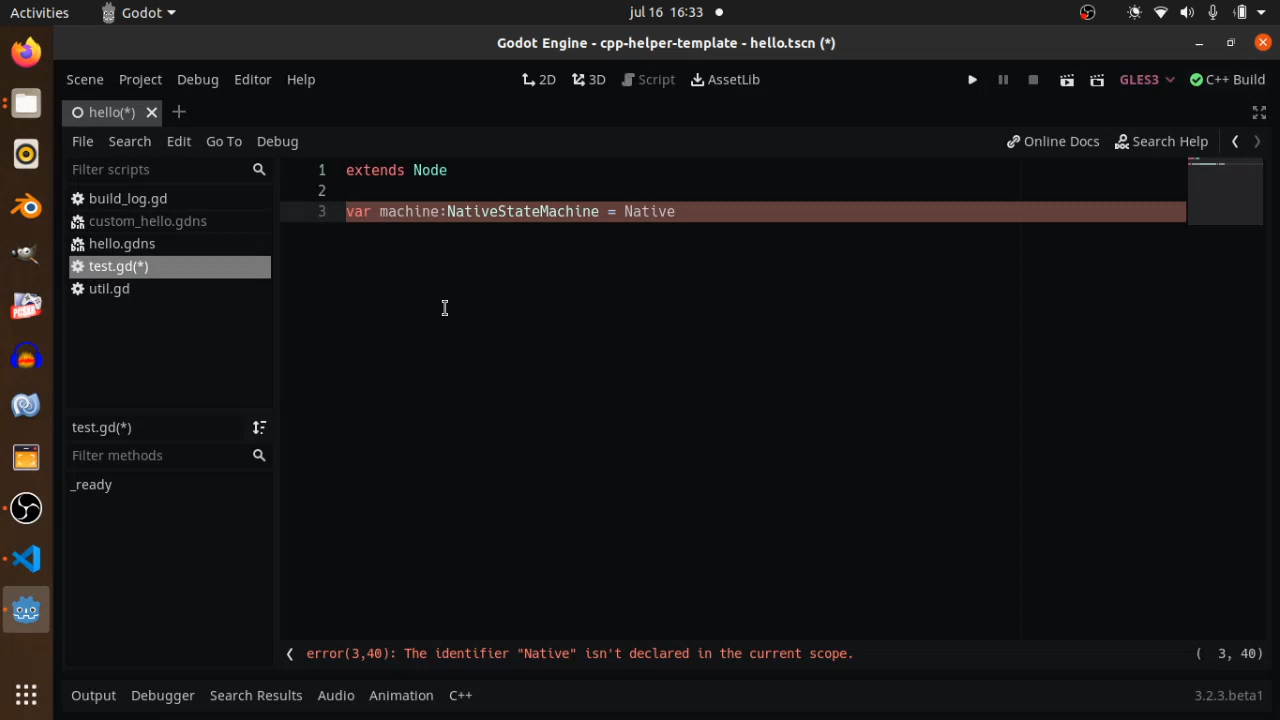 Activities Godot jul 16 16:33
Godot Engine - cpp-helper-template - hello.tscn (*)
Scene Project Debug Editor Help 2D 3D Script AssetLib GLES3 C++ Build
hello(*)
File Search Edit Go To Debug Online Docs Search Help
Filter scripts
build_log.gd
custom_hello.gdns
hello.gdns
test.gd(*)
util.gd
test.gd(*)
Filter methods
_ready
1 extends Node
2
3 var machine:NativeStateMachine = Native
error(3,40): The identifier "Native" isn't declared in the current scope. ( 3, 40)
Output Debugger Search Results Audio Animation C++ 3.2.3.beta1